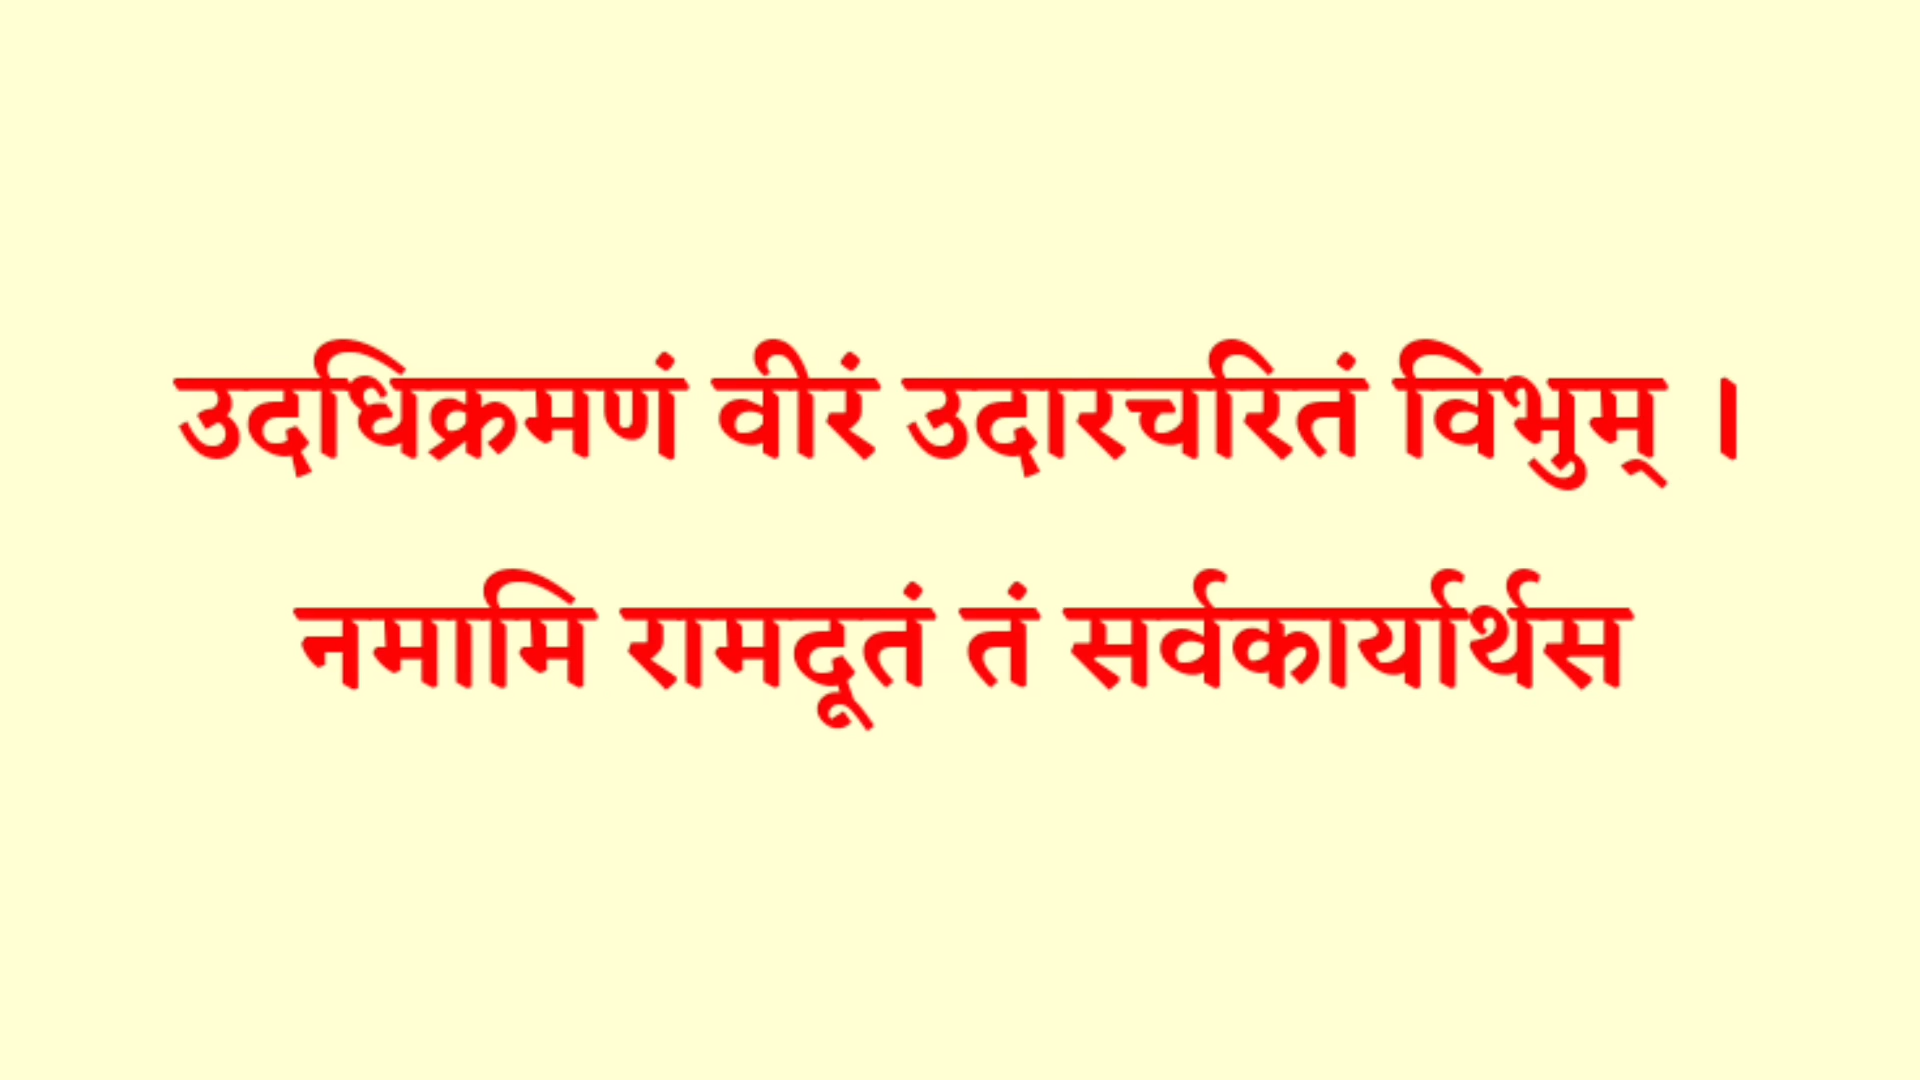 उदधिक्रमणं वीरं उदारचरितं विभुम् ।
नमामि रामदूतं तं सर्वकार्यार्थस